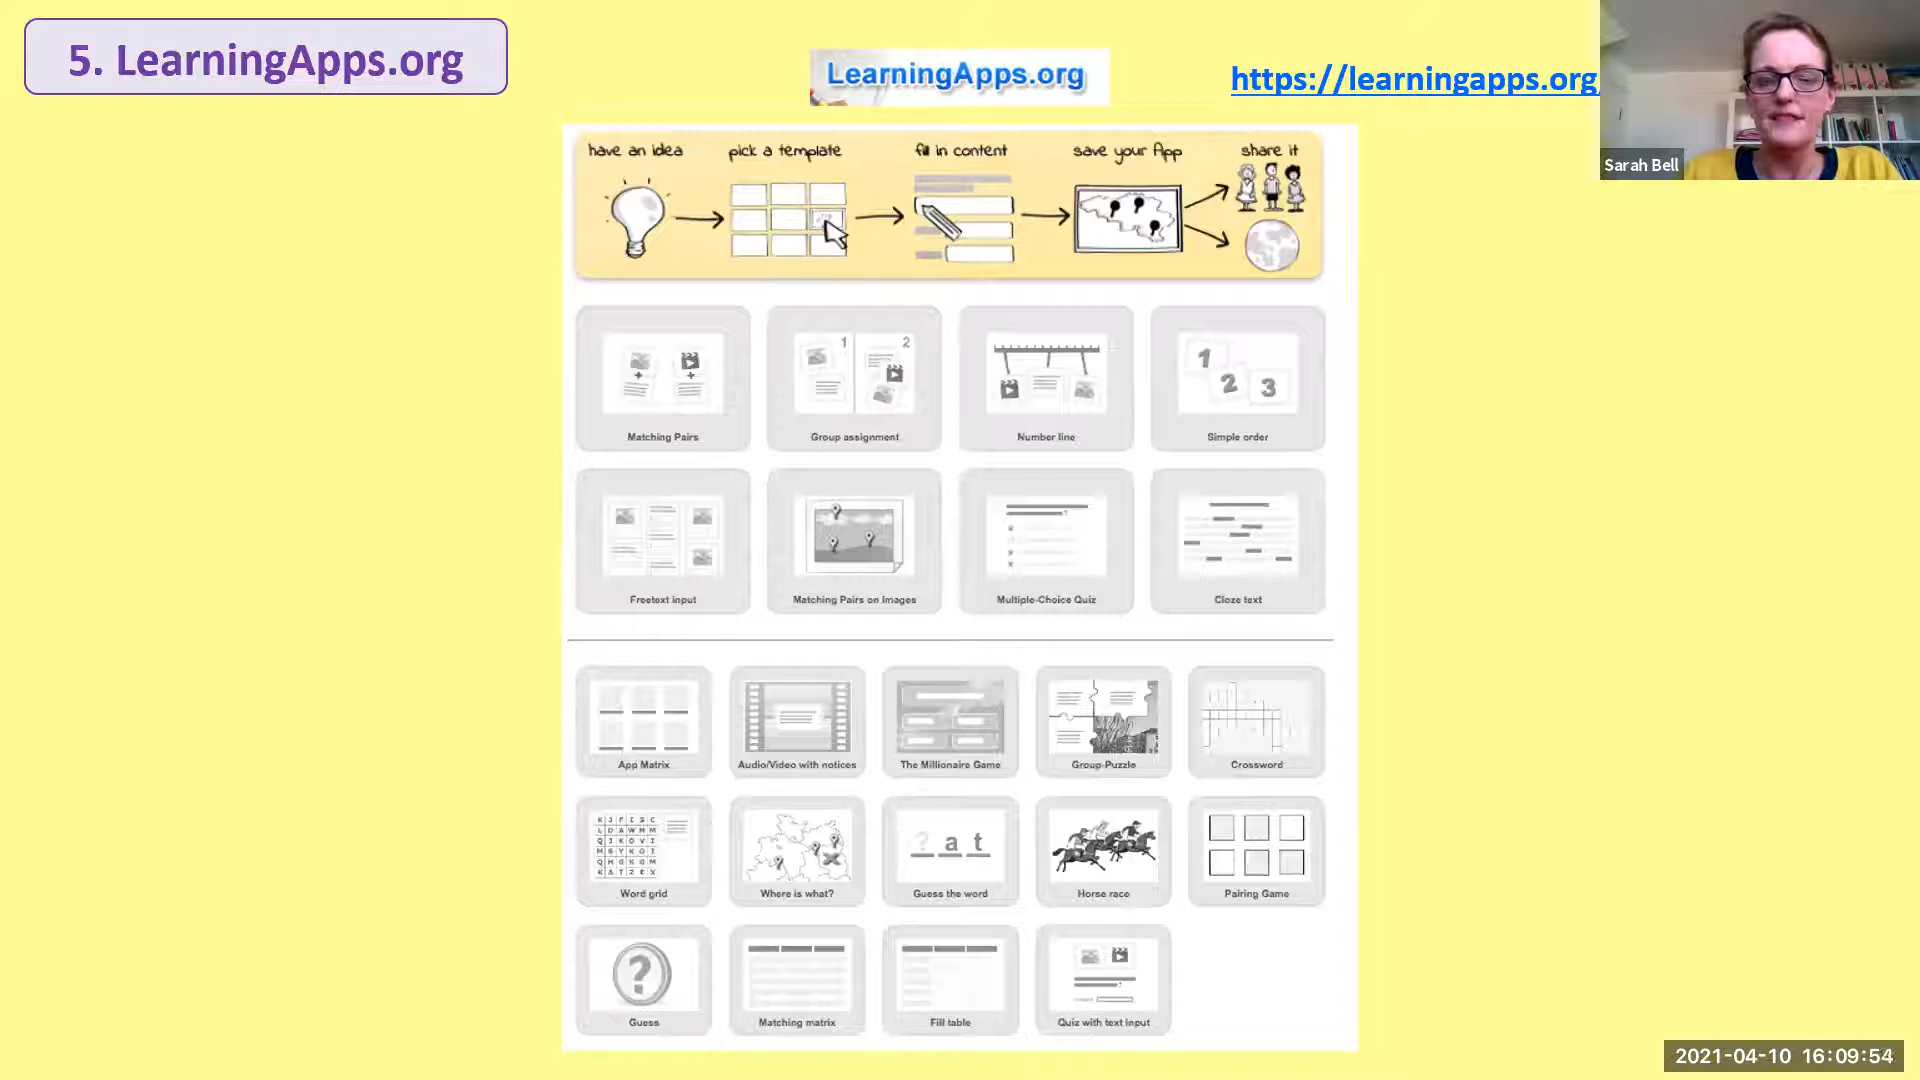 5. LearningApps.org
LearningApps.org
https://learningapps.org/
Sarah Bell
have an idea
pick a template
fill in content
save your App
share it
1
2
1
2
3
Matching Pairs
Group assignment
Number line
Simple order
?
Freetext input
Matching Pairs on Images
Multiple-Choice Quiz
Cloze text
App Matrix
Audio/Video with notices
The Millionaire Game
Group-Puzzle
Crossword
K J F I S C
L D A W M M
Q J K O V I
M S Y K O I
Q H G K G M
K A T Z E X
? a t
Word grid
Where is what?
Guess the word
Horse race
Pairing Game
?
?
Guess
Matching matrix
Fill table
Quiz with text input
2021-04-10 16:09:54